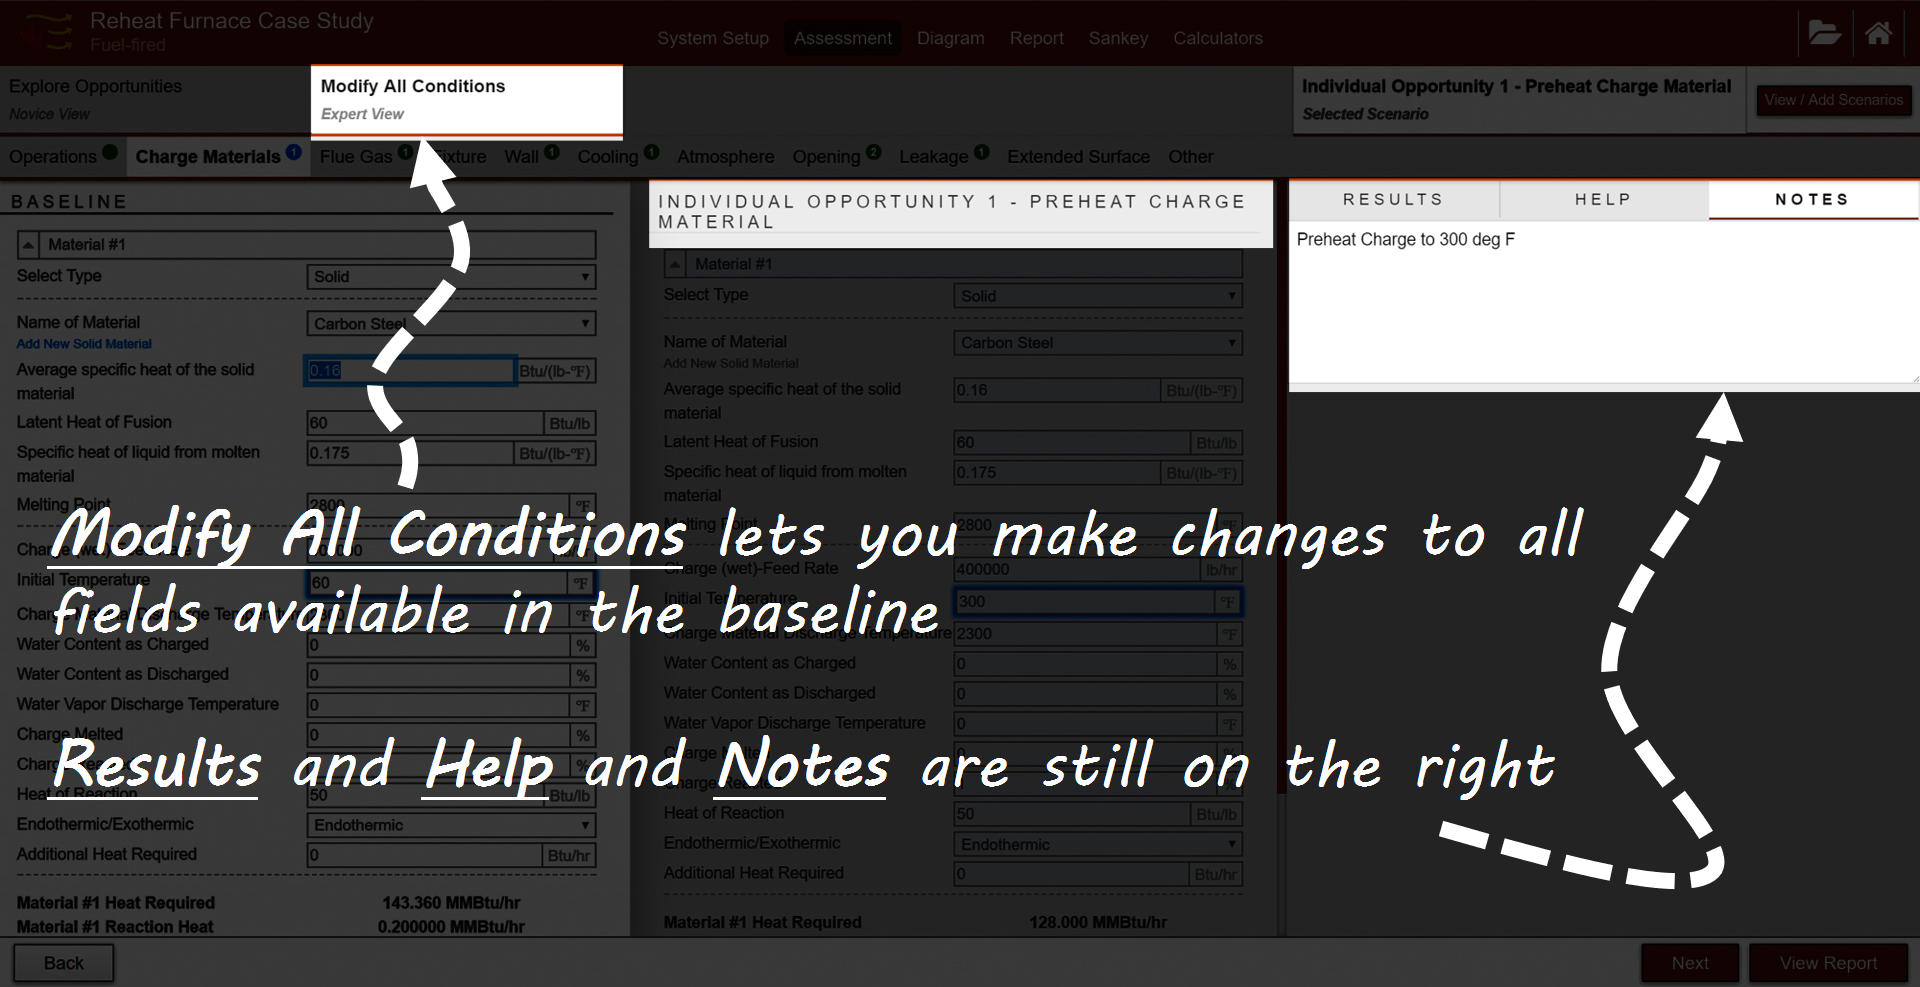 Reheat Furnace Case Study
Fuel-fired
System Setup Assessment Diagram Report Sankey Calculators
Explore Opportunities
Novice View
Modify All Conditions
Expert View
Individual Opportunity 1 - Preheat Charge Material
Selected Scenario
View / Add Scenarios
Operations Charge Materials 1 Flue Gas 1 Fixture Wall 1 Cooling 1 Atmosphere Opening 2 Leakage 1 Extended Surface Other
BASELINE
Material #1
Select Type Solid
Name of Material Carbon Steel
Add New Solid Material
Average specific heat of the solid material 0.16 Btu/(lb-ºF)
Latent Heat of Fusion 60 Btu/lb
Specific heat of liquid from molten material 0.175 Btu/(lb-ºF)
Melting Point 2800 ºF
Initial Temperature 60 ºF
Water Content as Charged 0 %
Water Content as Discharged 0 %
Water Vapor Discharge Temperature 0 ºF
Charge Melted 0 %
Heat of Reaction 50 Btu/lb
Endothermic/Exothermic Endothermic
Additional Heat Required 0 Btu/hr
Material #1 Heat Required 143.360 MMBtu/hr
Material #1 Reaction Heat 0.200000 MMBtu/hr
INDIVIDUAL OPPORTUNITY 1 - PREHEAT CHARGE
MATERIAL
Material #1
Select Type Solid
Name of Material Carbon Steel
Add New Solid Material
Average specific heat of the solid material 0.16 Btu/(lb-ºF)
Latent Heat of Fusion 60 Btu/lb
Specific heat of liquid from molten material 0.175 Btu/(lb-ºF)
Melting Point 2800 ºF
Charge (wet)-Feed Rate 400000 lb/hr
Initial Temperature 300 ºF
Charge Material Discharge Temperature 2300 ºF
Water Content as Charged 0 %
Water Content as Discharged 0 %
Water Vapor Discharge Temperature 0 ºF
Charge Melted 0 %
Charge Reacted %
Heat of Reaction 50 Btu/lb
Endothermic/Exothermic Endothermic
Additional Heat Required 0 Btu/hr
Material #1 Heat Required 128.000 MMBtu/hr
RESULTS HELP NOTES
Preheat Charge to 300 deg F
Modify All Conditions lets you make changes to all
fields available in the baseline
Results and Help and Notes are still on the right
Back Next View Report